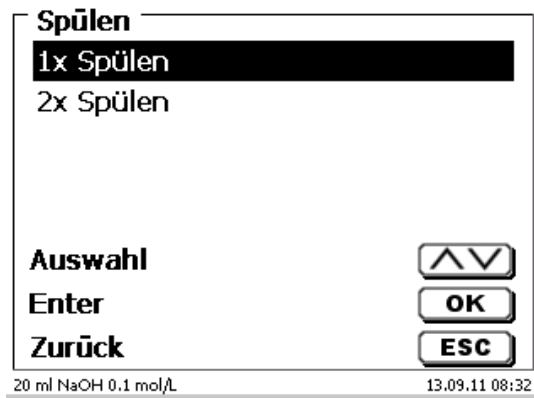 Spülen
1x Spülen
2x Spülen
Auswahl
Enter OK
Zurück ESC
20 ml NaOH 0.1 mol/L 13.09.11 08:32